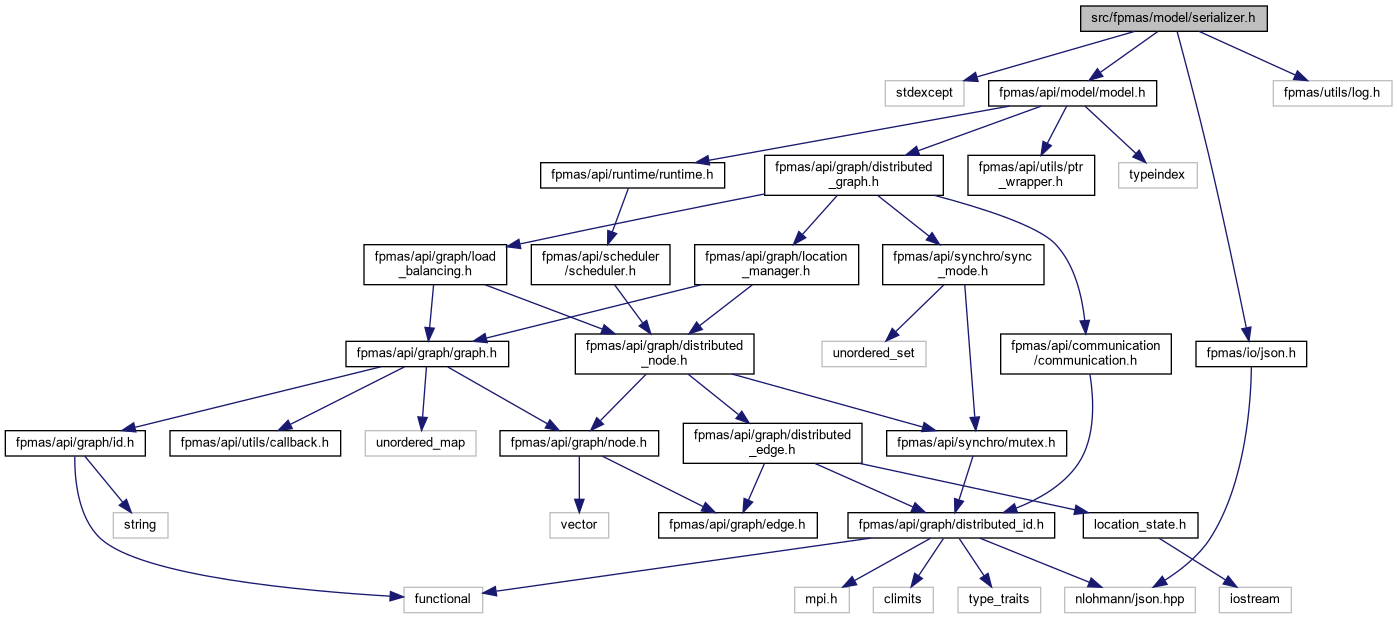 src/fpmas/model/serializer.h
stdexcept
fpmas/api/model/model.h
fpmas/utils/log.h
fpmas/api/runtime/runtime.h
fpmas/api/graph/distributed
_graph.h
fpmas/api/utils/ptr
_wrapper.h
typeindex
fpmas/api/graph/load
_balancing.h
fpmas/api/scheduler
/scheduler.h
fpmas/api/graph/location
_manager.h
fpmas/api/synchro/sync
_mode.h
fpmas/api/graph/graph.h
fpmas/api/graph/distributed
_node.h
unordered_set
fpmas/api/communication
/communication.h
fpmas/io/json.h
fpmas/api/graph/id.h
fpmas/api/utils/callback.h
unordered_map
fpmas/api/graph/node.h
fpmas/api/graph/distributed
_edge.h
fpmas/api/synchro/mutex.h
string
vector
fpmas/api/graph/edge.h
fpmas/api/graph/distributed_id.h
location_state.h
functional
mpi.h
climits
type_traits
nlohmann/json.hpp
iostream